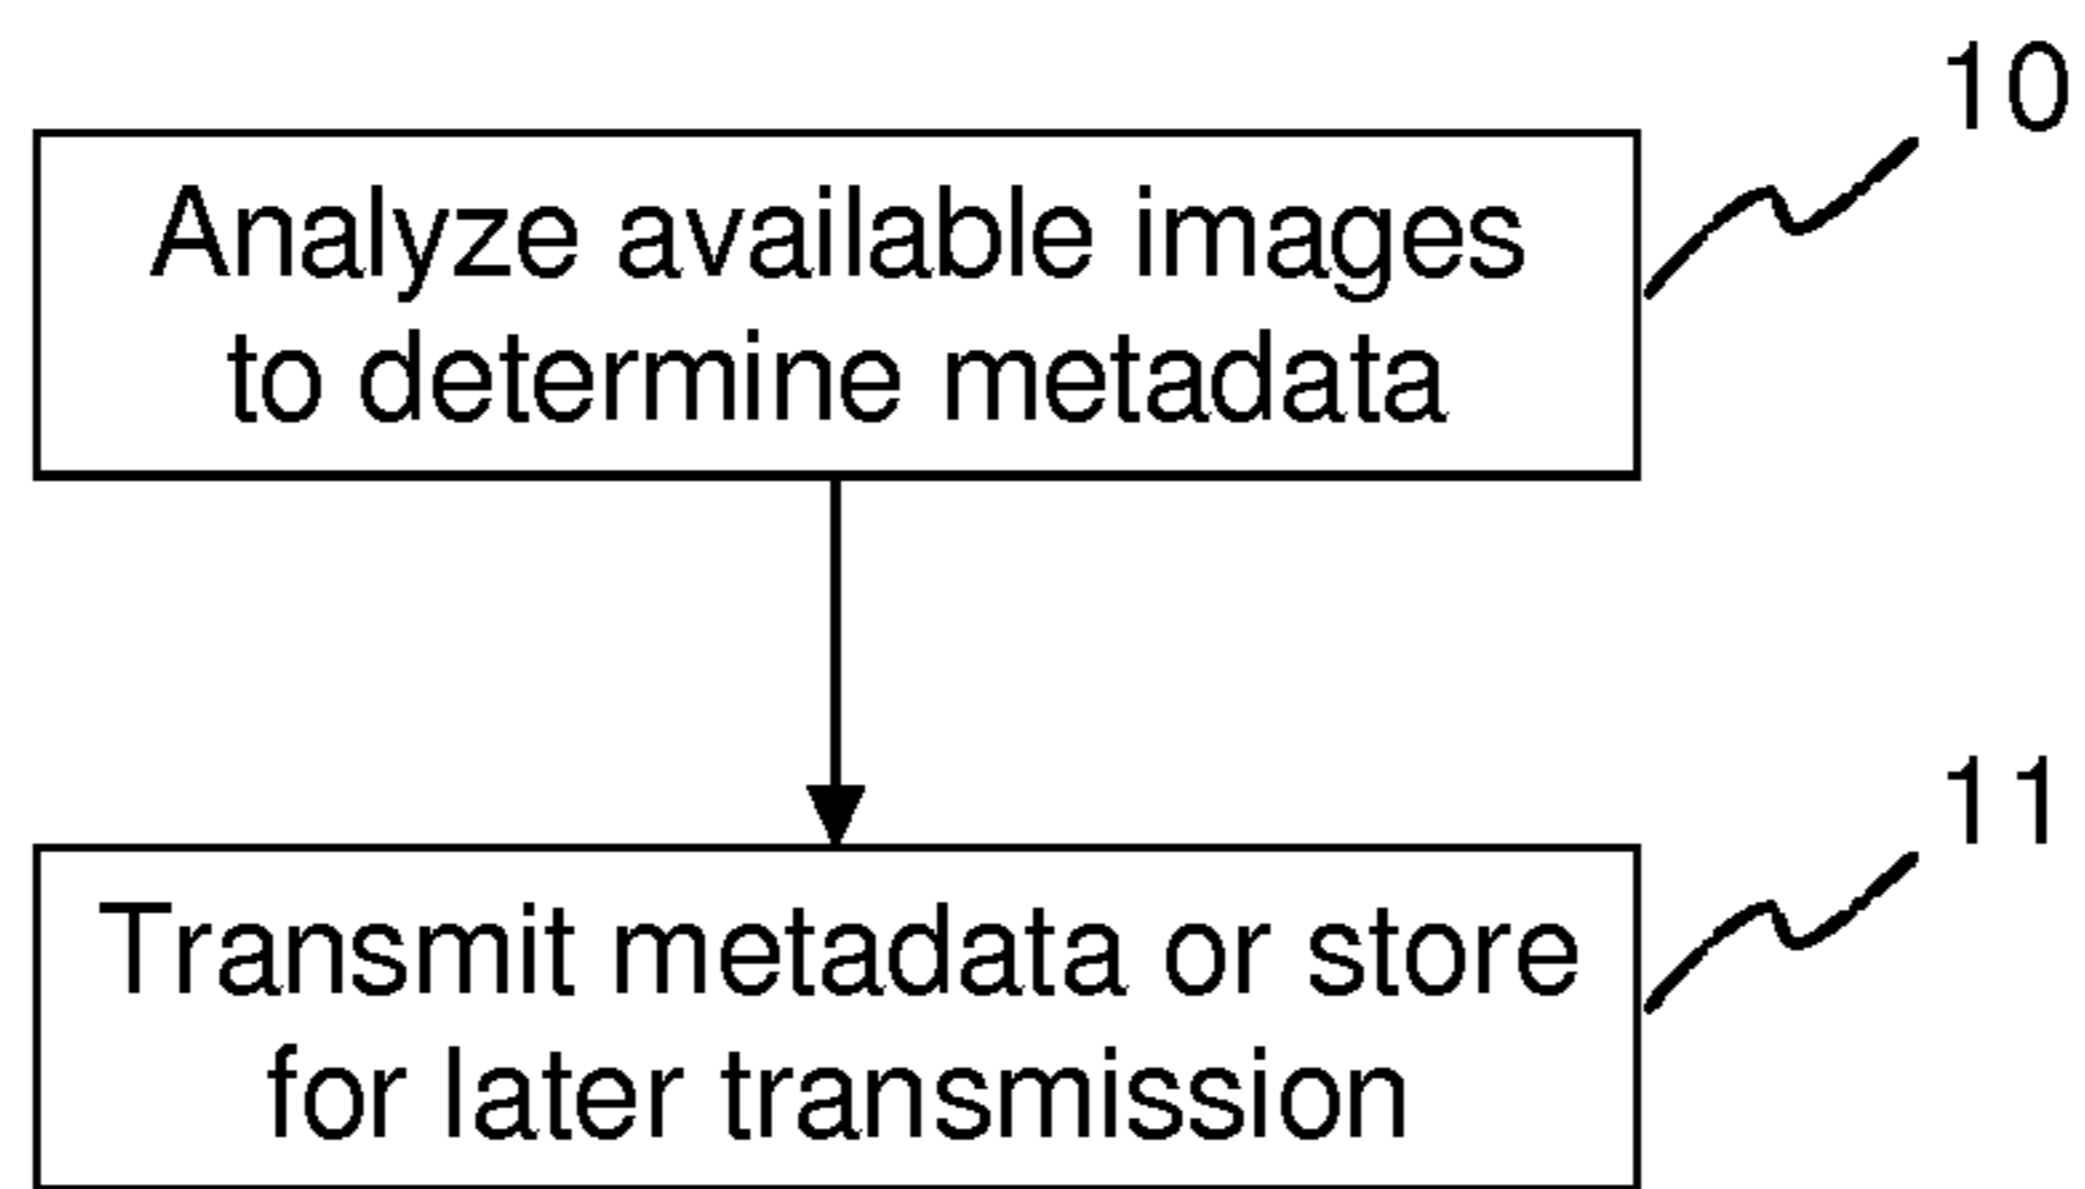 10
Analyze available images
to determine metadata
11
Transmit metadata or store
for later transmission